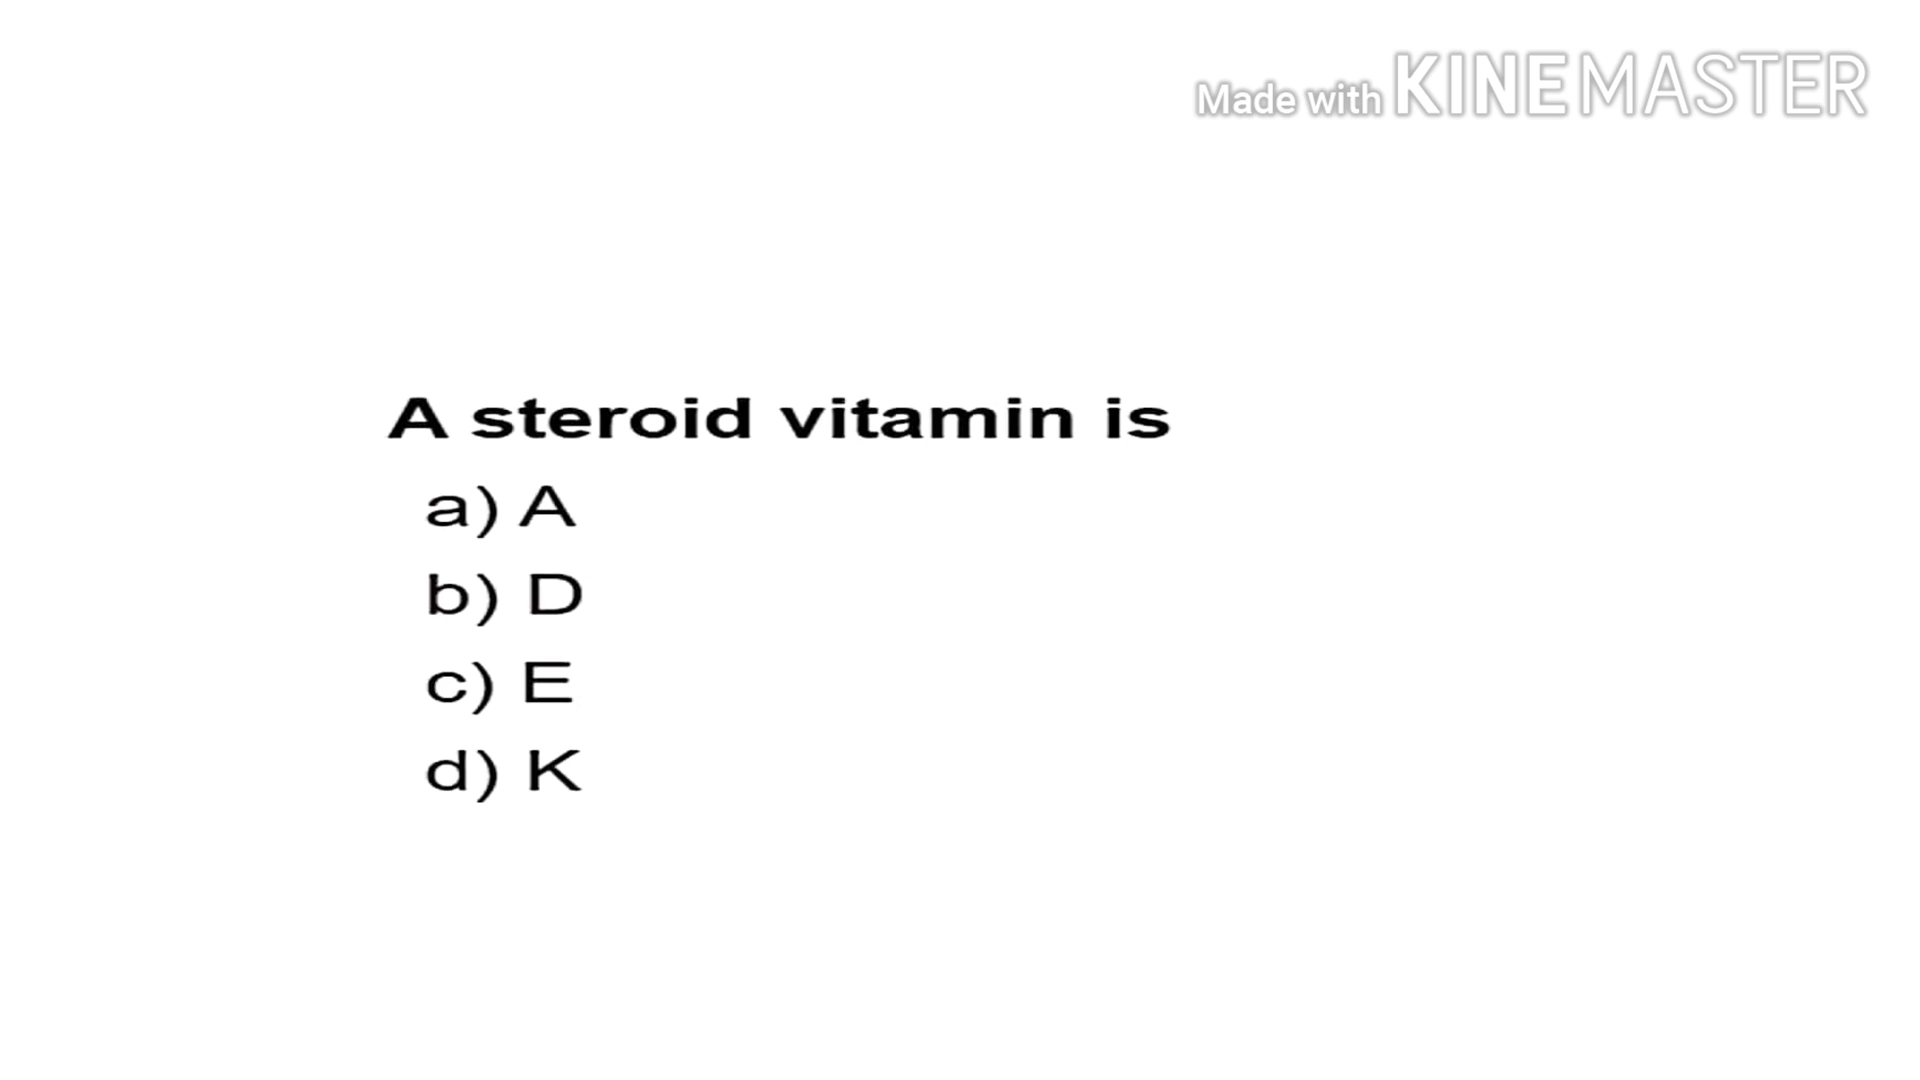 Made with KINEMASTER
A steroid vitamin is
a) A
b) D
c) E
d) K